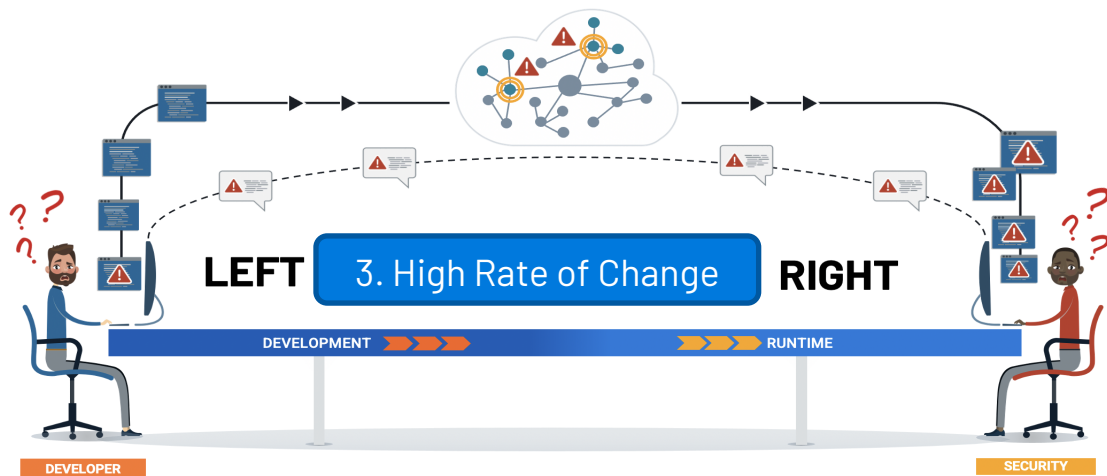 LEFT
3. High Rate of Change
RIGHT
DEVELOPMENT
RUNTIME
DEVELOPER
SECURITY